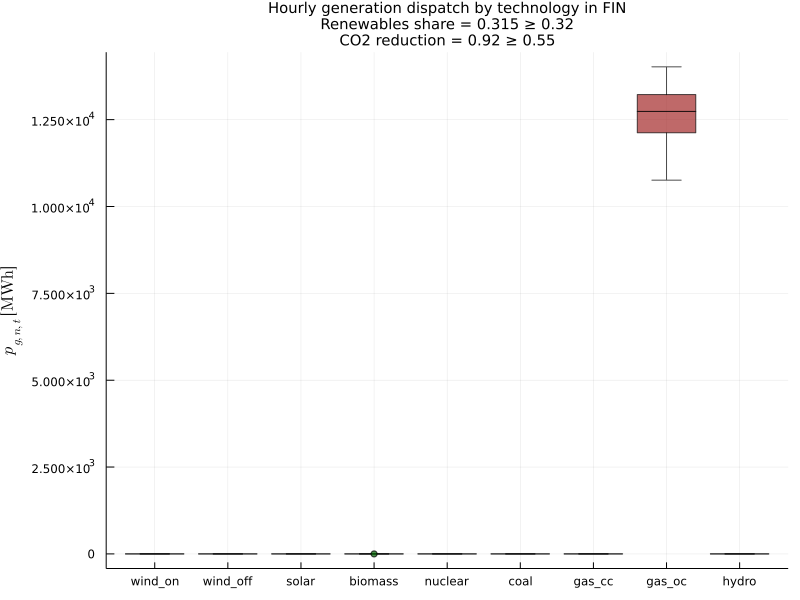 Hourly generation dispatch by technology in FIN
Renewables share = 0.315 ≥ 0.32
CO2 reduction = 0.92 ≥ 0.55
p_{g,n,t} [MWh]
1.250×10⁴
1.000×10⁴
7.500×10³
5.000×10³
2.500×10³
0
wind_on wind_off solar biomass nuclear coal gas_cc gas_oc hydro